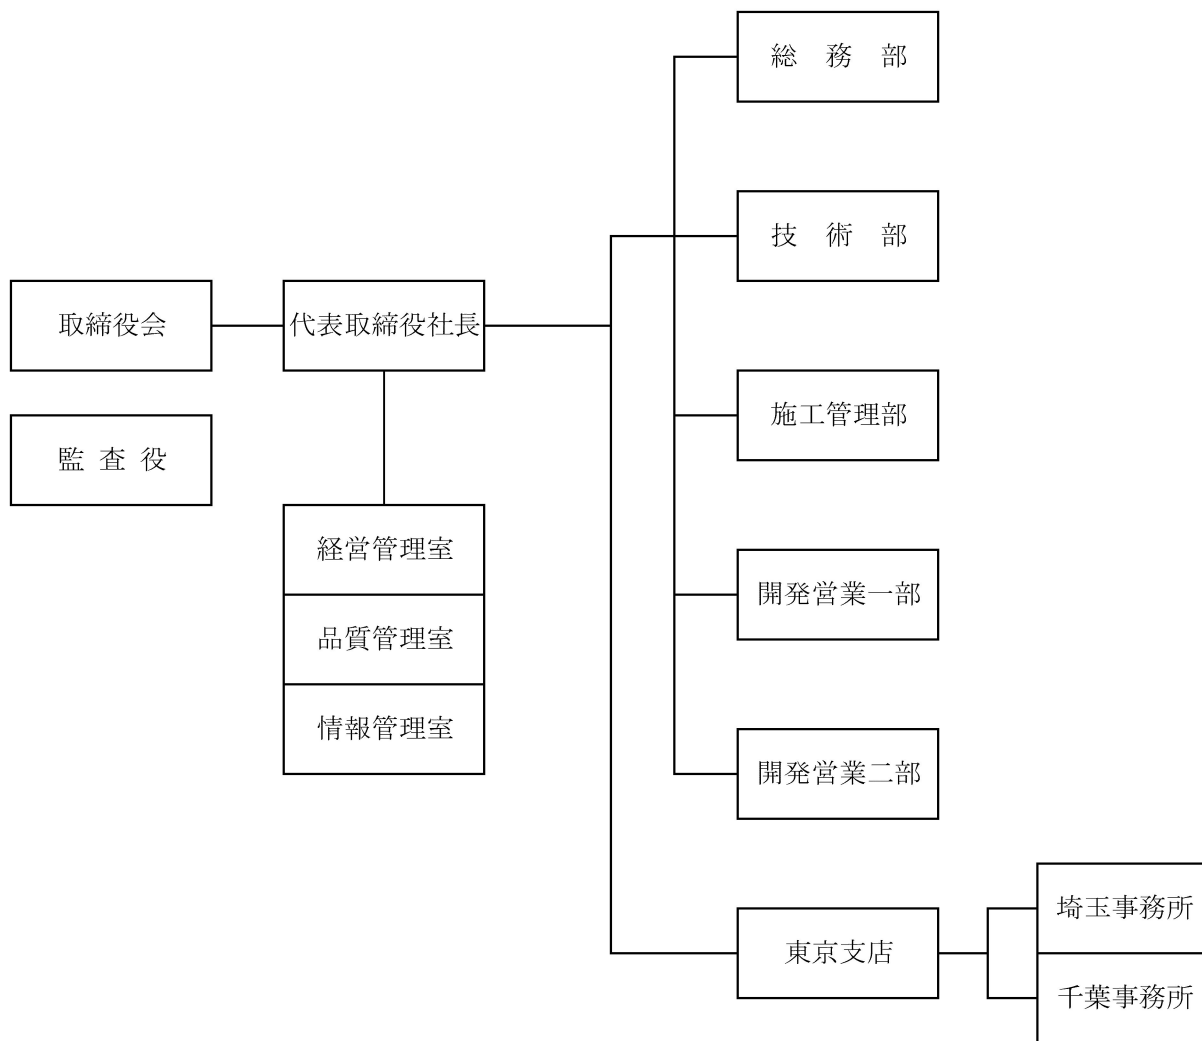 取締役会
監 査 役
代表取締役社長
経営管理室
品質管理室
情報管理室
総　務　部
技　術　部
施工管理部
開発営業一部
開発営業二部
東京支店
埼玉事務所
千葉事務所